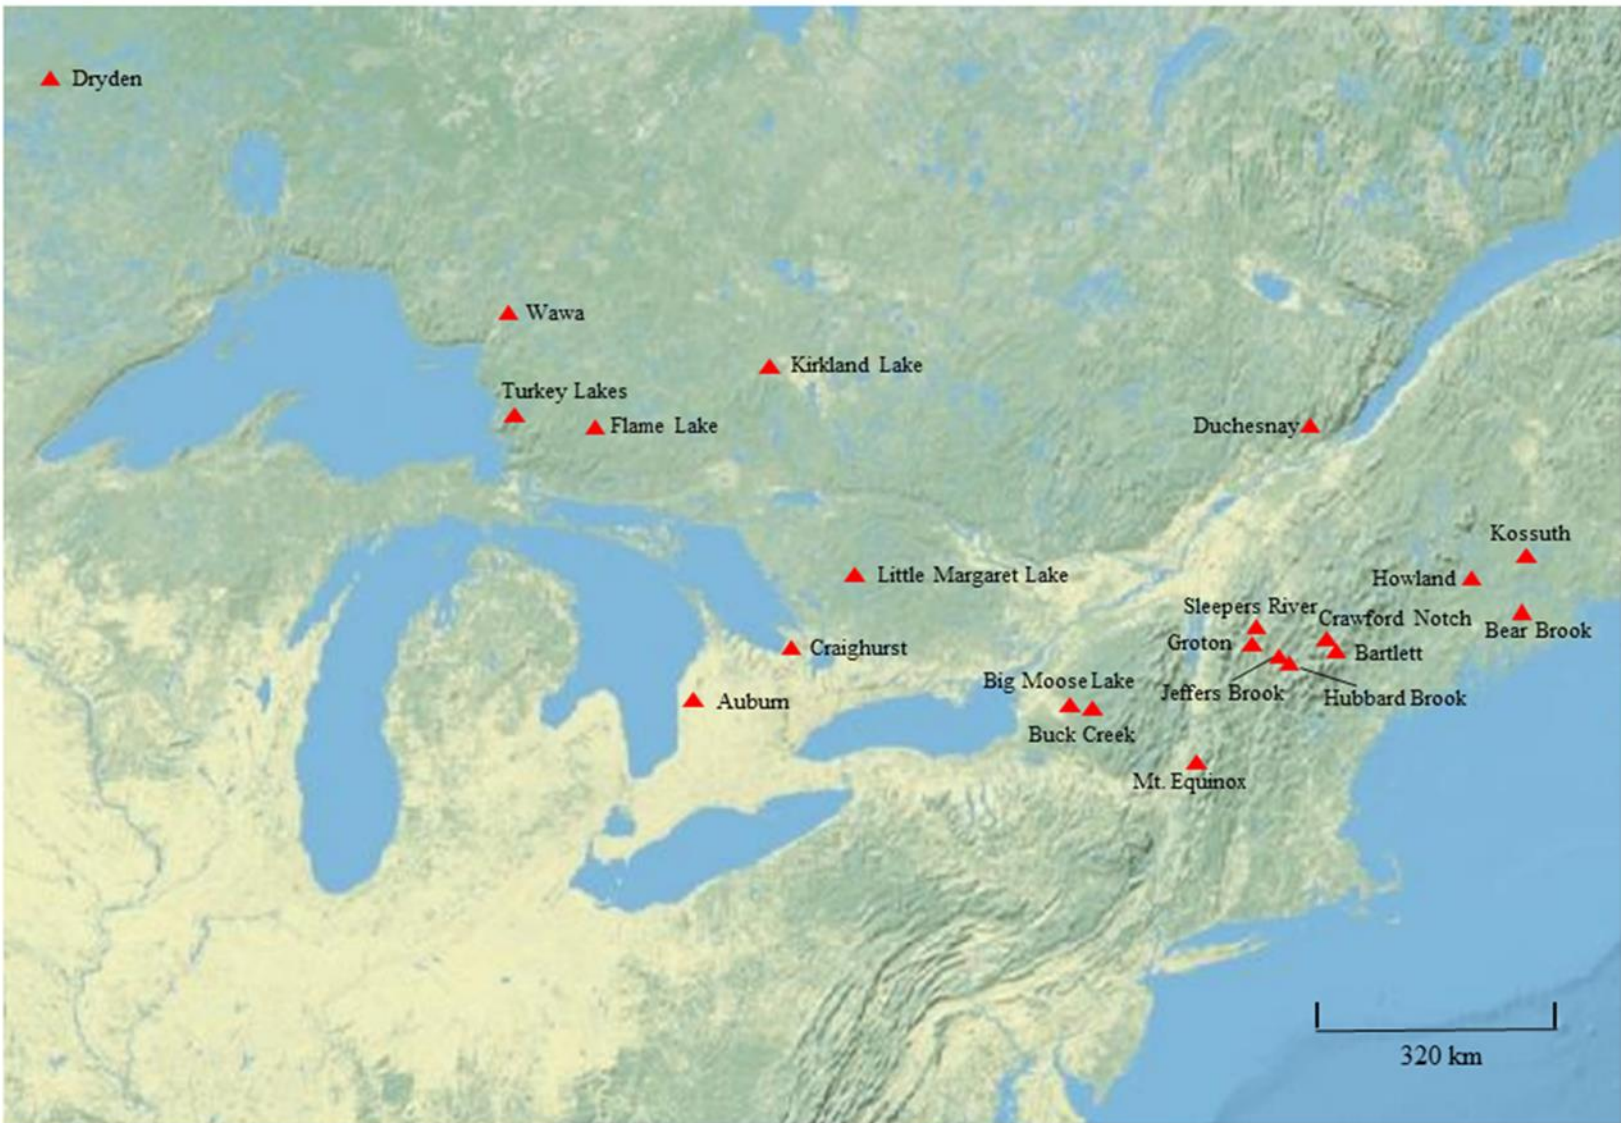 Dryden
Wawa
Kirkland Lake
Turkey Lakes
Flame Lake
Duchesnay
Kossuth
Howland
Little Margaret Lake
Sleepers River
Crawford Notch
Bear Brook
Groton
Craighurst
Bartlett
Big Moose Lake
Jeffers Brook
Hubbard Brook
Auburn
Buck Creek
Mt. Equinox
320 km